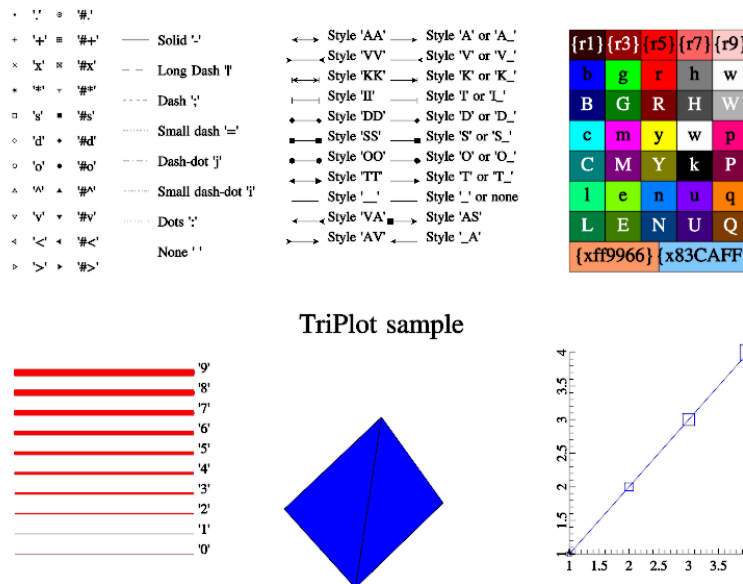 '.' '#.'
'+' '#+'
'x' '#x'
'*' '#*'
's' '#s'
'd' '#d'
'o' '#o'
'^' '#^'
'v' '#v'
'<' '#<'
'>' '#>'
Solid '-'
Long Dash '|'
Dash ';'
Small dash '='
Dash-dot 'j'
Small dash-dot 'i'
Dots ':'
None ' '
Style 'AA' Style 'A' or 'A_'
Style 'VV' Style 'V' or 'V_'
Style 'KK' Style 'K' or 'K_'
Style 'II' Style 'I' or 'I_'
Style 'DD' Style 'D' or 'D_'
Style 'SS' Style 'S' or 'S_'
Style 'OO' Style 'O' or 'O_'
Style 'TT' Style 'T' or 'T_'
Style '__' Style '_' or none
Style 'VA' Style 'AS'
Style 'AV' Style '_A'
{r1} {r3} {r5} {r7} {r9}
b g r h w
B G R H W
c m y w p
C M Y k P
l e n u q
L E N U Q
{xff9966} {x83CAFF
TriPlot sample
'9'
'8'
'7'
'6'
'5'
'4'
'3'
'2'
'1'
'0'
4
3.5
3
2.5
2
1.5
1
1 1.5 2 2.5 3 3.5